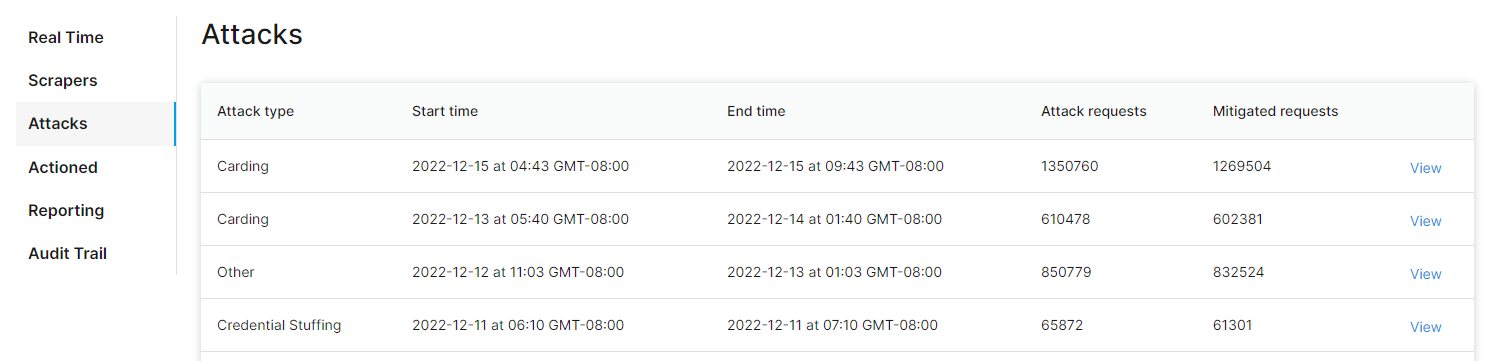 Real Time
Scrapers
Attacks
Actioned
Reporting
Audit Trail
Attacks
Attack type Start time End time Attack requests Mitigated requests
Carding 2022-12-15 at 04:43 GMT-08:00 2022-12-15 at 09:43 GMT-08:00 1350760 1269504 View
Carding 2022-12-13 at 05:40 GMT-08:00 2022-12-14 at 01:40 GMT-08:00 610478 602381 View
Other 2022-12-12 at 11:03 GMT-08:00 2022-12-13 at 01:03 GMT-08:00 850779 832524 View
Credential Stuffing 2022-12-11 at 06:10 GMT-08:00 2022-12-11 at 07:10 GMT-08:00 65872 61301 View